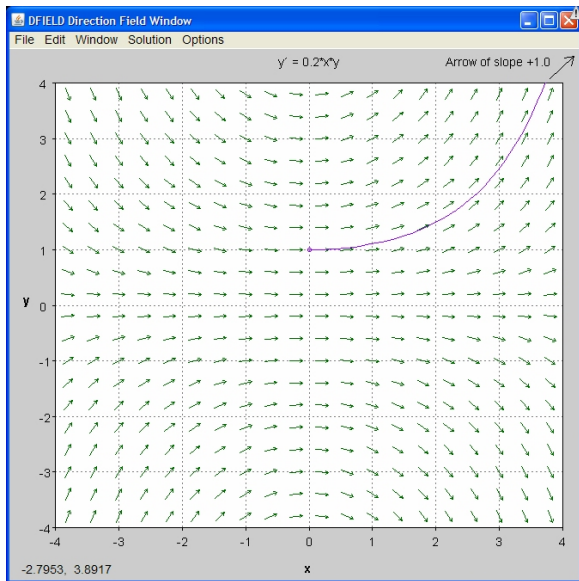 DFIELD Direction Field Window
File Edit Window Solution Options
y′ = 0.2*x*y
Arrow of slope +1.0
4
3
2
1
y 0
-1
-2
-3
-4
-4 -3 -2 -1 0 1 2 3 4
-2.7953, 3.8917
x